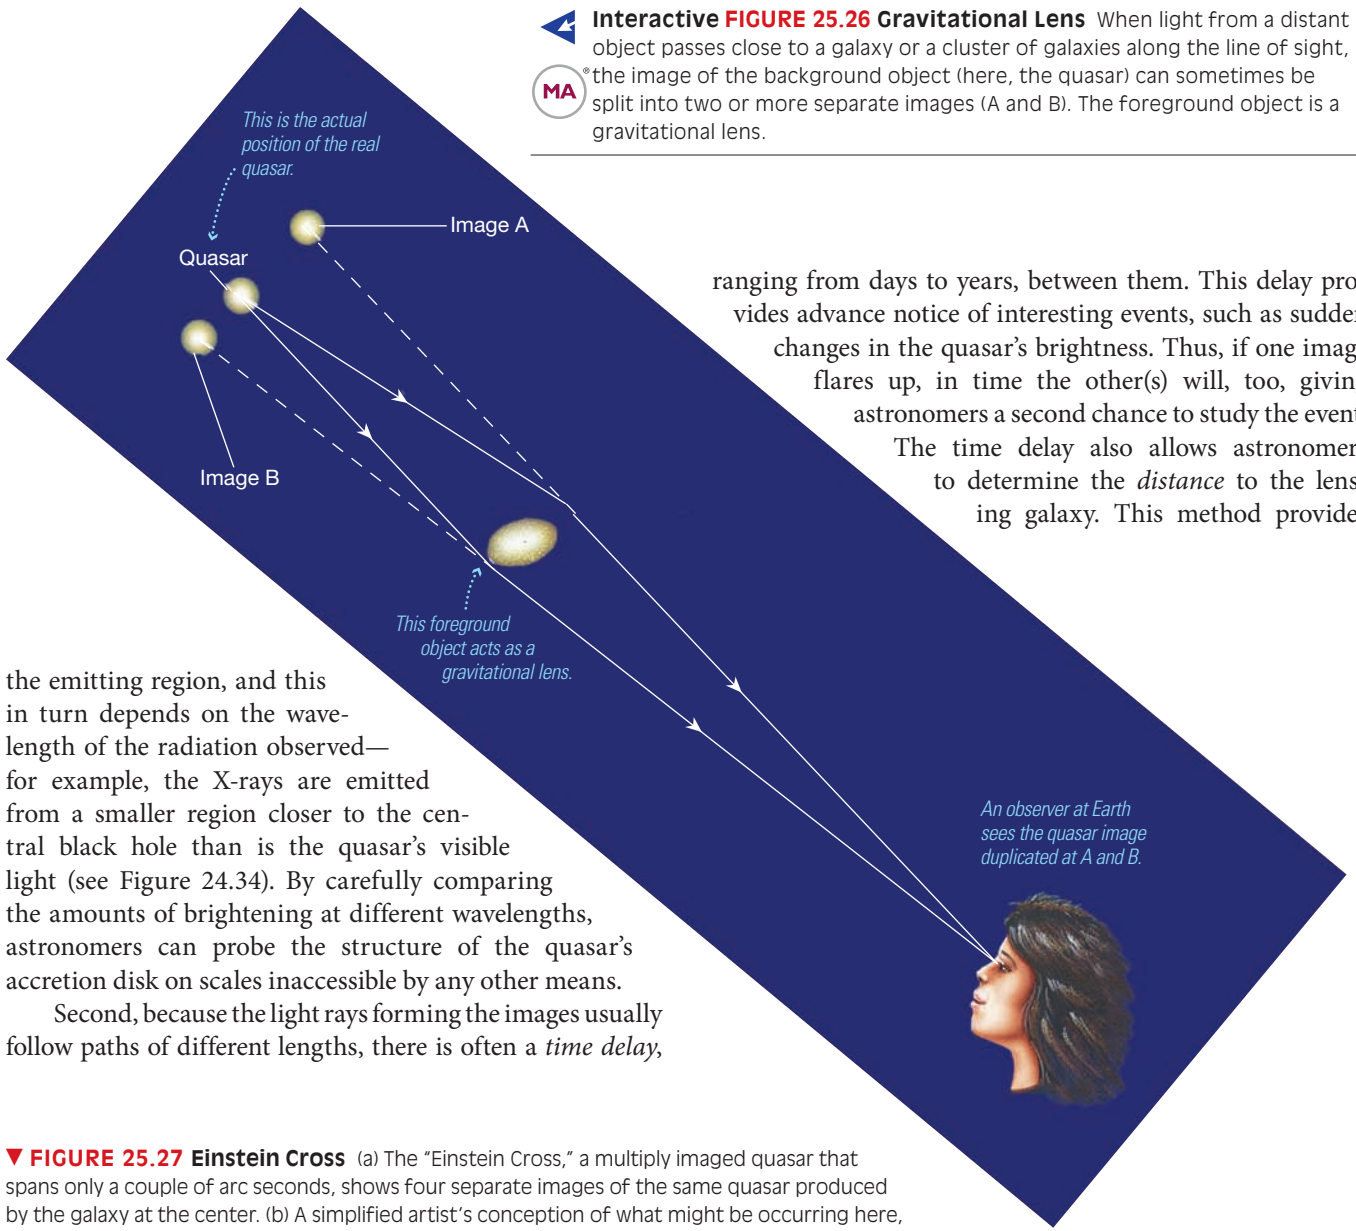 Interactive FIGURE 25.26 Gravitational Lens When light from a distant
object passes close to a galaxy or a cluster of galaxies along the line of sight,
the image of the background object (here, the quasar) can sometimes be
split into two or more separate images (A and B). The foreground object is a
gravitational lens.
MA
®
This is the actual
position of the real
quasar.
Image A
Quasar
Image B
This foreground
object acts as a
gravitational lens.
An observer at Earth
sees the quasar image
duplicated at A and B.
the emitting region, and this
in turn depends on the wave-
length of the radiation observed—
for example, the X-rays are emitted
from a smaller region closer to the cen-
tral black hole than is the quasar's visible
light (see Figure 24.34). By carefully comparing
the amounts of brightening at different wavelengths,
astronomers can probe the structure of the quasar's
accretion disk on scales inaccessible by any other means.
Second, because the light rays forming the images usually
follow paths of different lengths, there is often a time delay,
ranging from days to years, between them. This delay pro
vides advance notice of interesting events, such as sudde
changes in the quasar's brightness. Thus, if one imag
flares up, in time the other(s) will, too, givin
astronomers a second chance to study the event
The time delay also allows astronomer
to determine the distance to the lens
ing galaxy. This method provide
▼ FIGURE 25.27 Einstein Cross (a) The "Einstein Cross," a multiply imaged quasar that
spans only a couple of arc seconds, shows four separate images of the same quasar produced
by the galaxy at the center. (b) A simplified artist's conception of what might be occurring here,